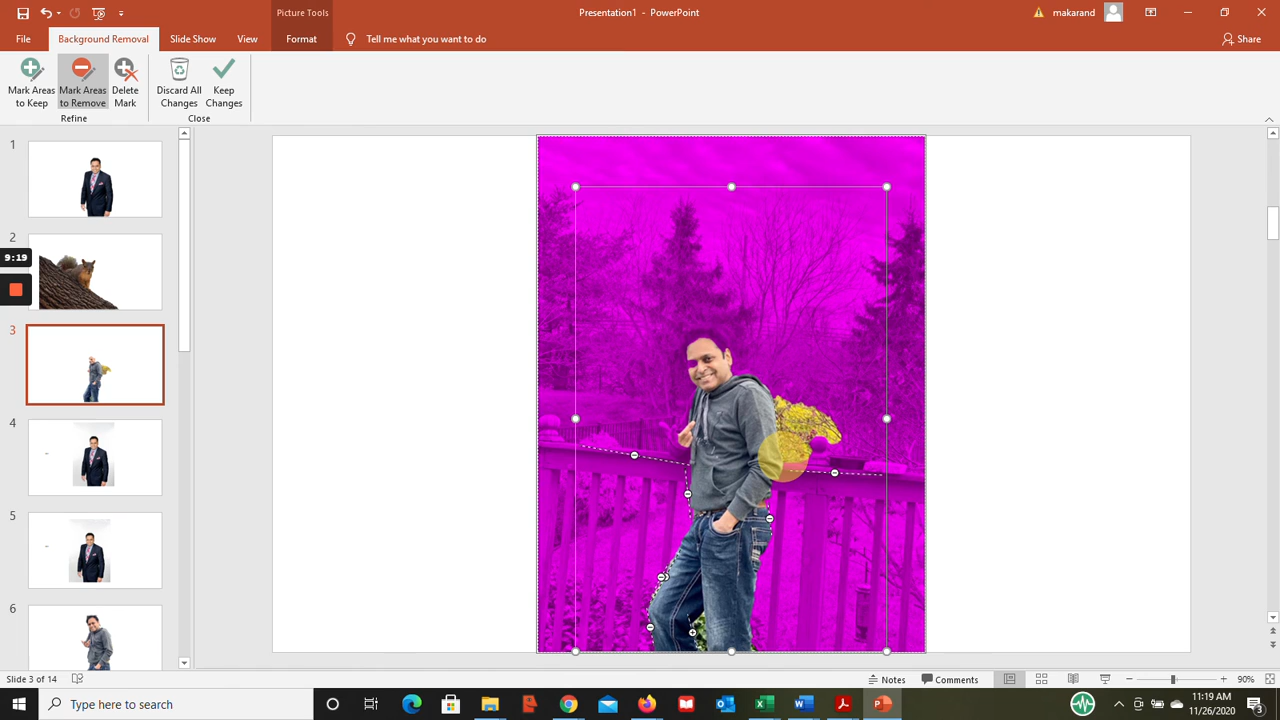 Picture Tools
Presentation1 - PowerPoint
makarand
File
Background Removal
Slide Show
View
Format
Tell me what you want to do
Share
Mark Areas to Keep
Mark Areas to Remove
Delete Mark
Discard All Changes
Keep Changes
Refine
Close
1
2
9:19
3
4
5
6
Slide 3 of 14
Notes
Comments
90%
Type here to search
11:19 AM
11/26/2020